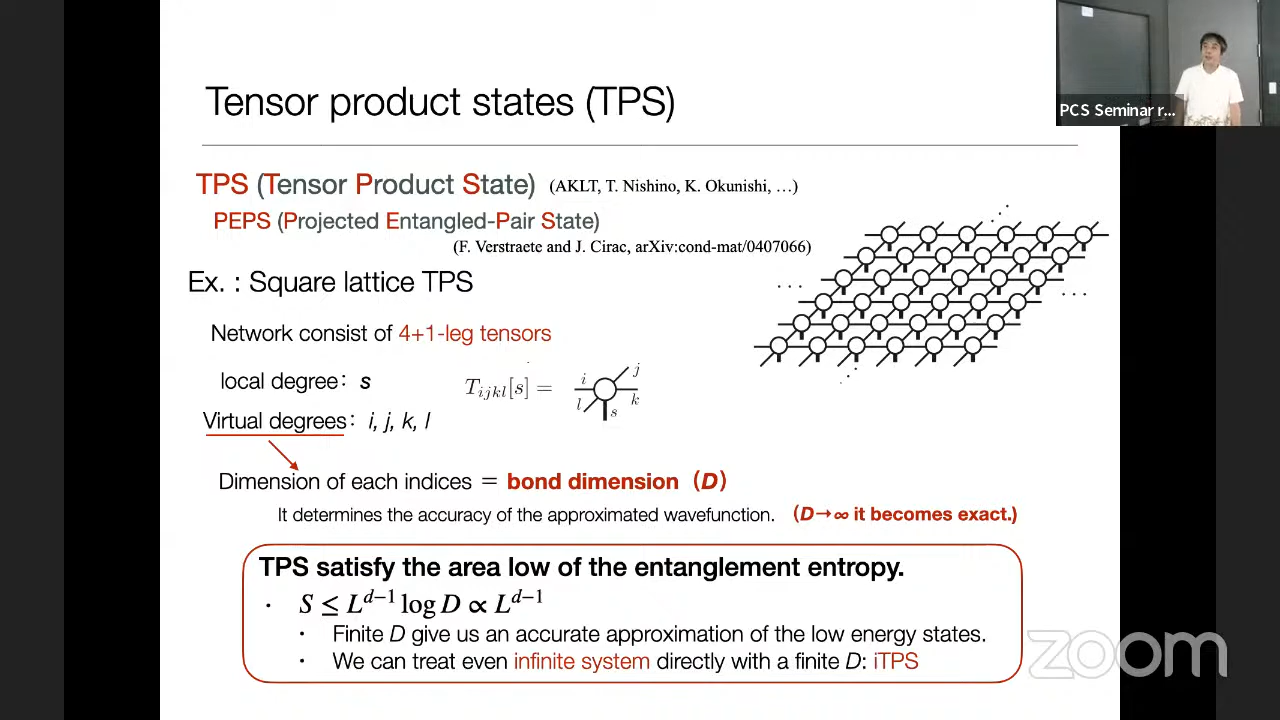 Tensor product states (TPS)
PCS Seminar r...
TPS (Tensor Product State) (AKLT, T. Nishino, K. Okunishi, …)
PEPS (Projected Entangled-Pair State)
(F. Verstraete and J. Cirac, arXiv:cond-mat/0407066)
Ex. : Square lattice TPS
Network consist of 4+1-leg tensors
local degree: s
T_{ijkl}[s] =
i
j
k
l
s
Virtual degrees: i, j, k, l
Dimension of each indices = bond dimension (D)
It determines the accuracy of the approximated wavefunction. (D→∞ it becomes exact.)
TPS satisfy the area low of the entanglement entropy.
· S ≤ L^{d−1} log D ∝ L^{d−1}
· Finite D give us an accurate approximation of the low energy states.
· We can treat even infinite system directly with a finite D: iTPS
zoom